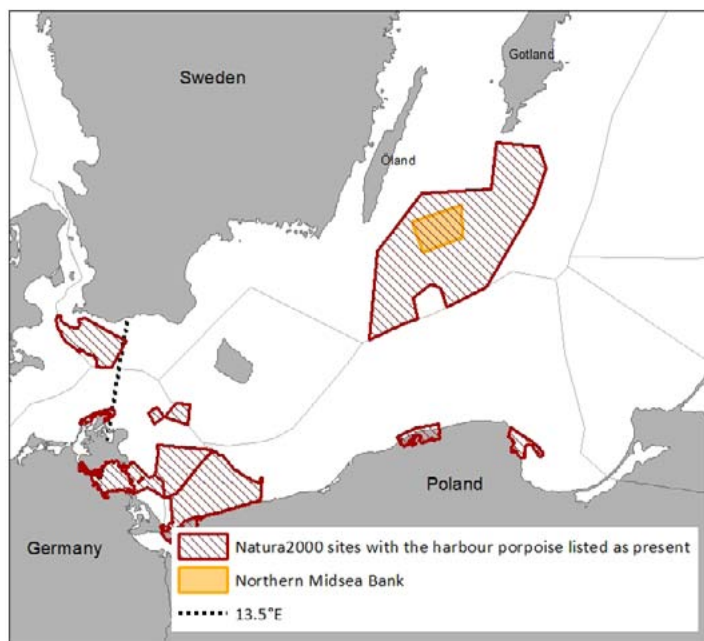 Gotland
Sweden
Öland
Poland
Germany
Natura2000 sites with the harbour porpoise listed as present
Northern Midsea Bank
13.5°E